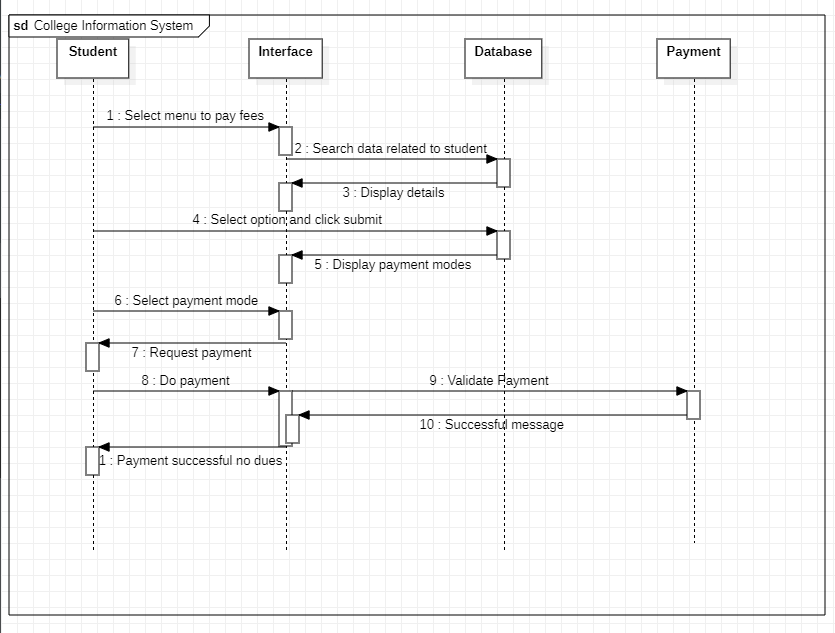 sd College Information System
Student
Interface
Database
Payment
1 : Select menu to pay fees
2 : Search data related to student
3 : Display details
4 : Select option and click submit
5 : Display payment modes
6 : Select payment mode
7 : Request payment
8 : Do payment
9 : Validate Payment
10 : Successful message
1 : Payment successful no dues